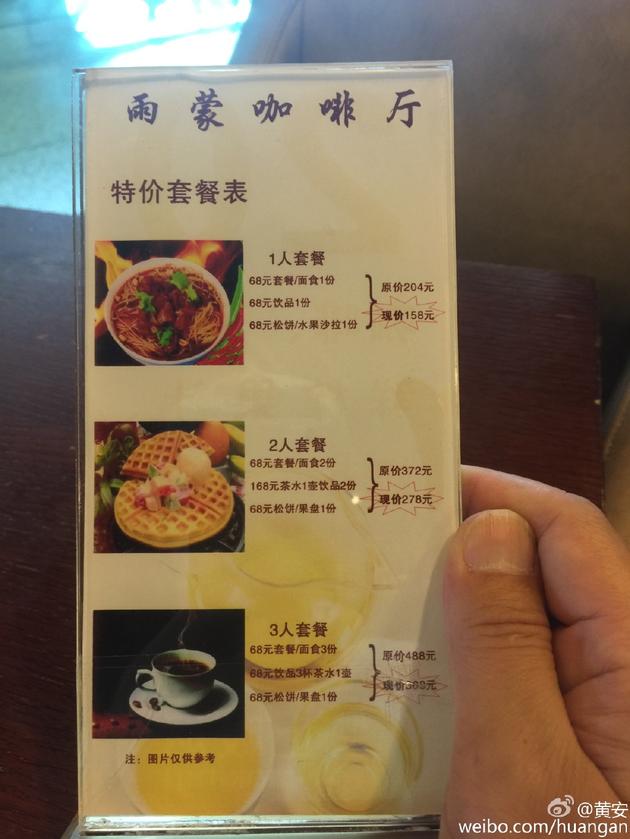 雨蒙咖啡厅
特价套餐表
1人套餐
68元套餐/面食1份
68元饮品1份
68元松饼/水果沙拉1份
原价204元
现价158元
2人套餐
68元套餐/面食2份
168元茶水1壶饮品2份
68元松饼/果盘1份
原价372元
现价278元
3人套餐
68元套餐/面食3份
68元饮品3杯茶水1壶
68元松饼/果盘1份
原价488元
现价368元
注：图片仅供参考
@黄安
weibo.com/huangan